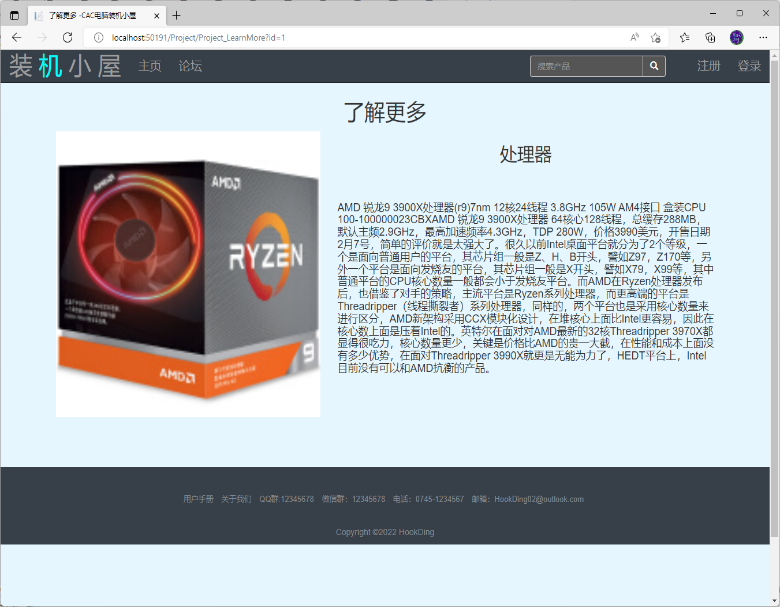 了解更多 -CAC电脑装机小屋
localhost:50191/Project/Project_LearnMore?id=1
装机小屋 主页 论坛 搜索产品 注册 登录
了解更多
处理器
AMD
RYZEN
AMD
9
AMD 锐龙9 3900X处理器(r9)7nm 12核24线程 3.8GHz 105W AM4接口 盒装CPU
100-100000023CBXAMD 锐龙9 3900X处理器 64核心128线程，总缓存288MB，
默认主频2.9GHz，最高加速频率4.3GHz，TDP 280W，价格3990美元，开售日期
2月7号，简单的评价就是太强大了。很久以前Intel桌面平台就分为了2个等级，一
个是面向普通用户的平台，其芯片组一般是Z、H、B开头，譬如Z97，Z170等，另
外一个平台是面向发烧友的平台，其芯片组一般是X开头，譬如X79，X99等，其中
普通平台的CPU核心数量一般都会小于发烧友平台。而AMD在Ryzen处理器发布
后，也借鉴了对手的策略，主流平台是Ryzen系列处理器，而更高端的平台是
Threadripper（线程撕裂者）系列处理器，同样的，两个平台也是采用核心数量来
进行区分，AMD新架构采用CCX模块化设计，在堆核心上面比Intel更容易，因此在
核心数上面是压着Intel的。英特尔在面对对AMD最新的32核Threadripper 3970X都
显得很吃力，核心数量更少，关键是价格比AMD的贵一大截，在性能和成本上面没
有多少优势，在面对Threadripper 3990X就更是无能为力了，HEDT平台上，Intel
目前没有可以和AMD抗衡的产品。
用户手册 关于我们 QQ群:12345678 微信群：12345678 电话：0745-1234567 邮箱：HookDing02@outlook.com
Copyright ©2022 HookDing